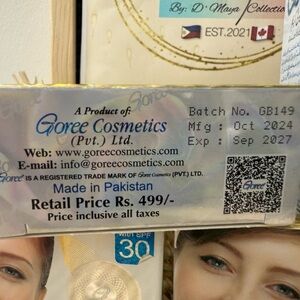 By: D' Maya Collection
EST.2021
A Product of:
Goree Cosmetics
(Pvt.) Ltd.
Web: www.goreecosmetics.com
E-mail: info@goreecosmetics.com
Goree IS A REGISTERED TRADE MARK OF Goree Cosmetics (PVT.) LTD.
Made in Pakistan
Retail Price Rs. 499/-
Price inclusive all taxes
Batch No. GB149
Mfg : Oct 2024
Exp : Sep 2027
Goree
with SPF
30